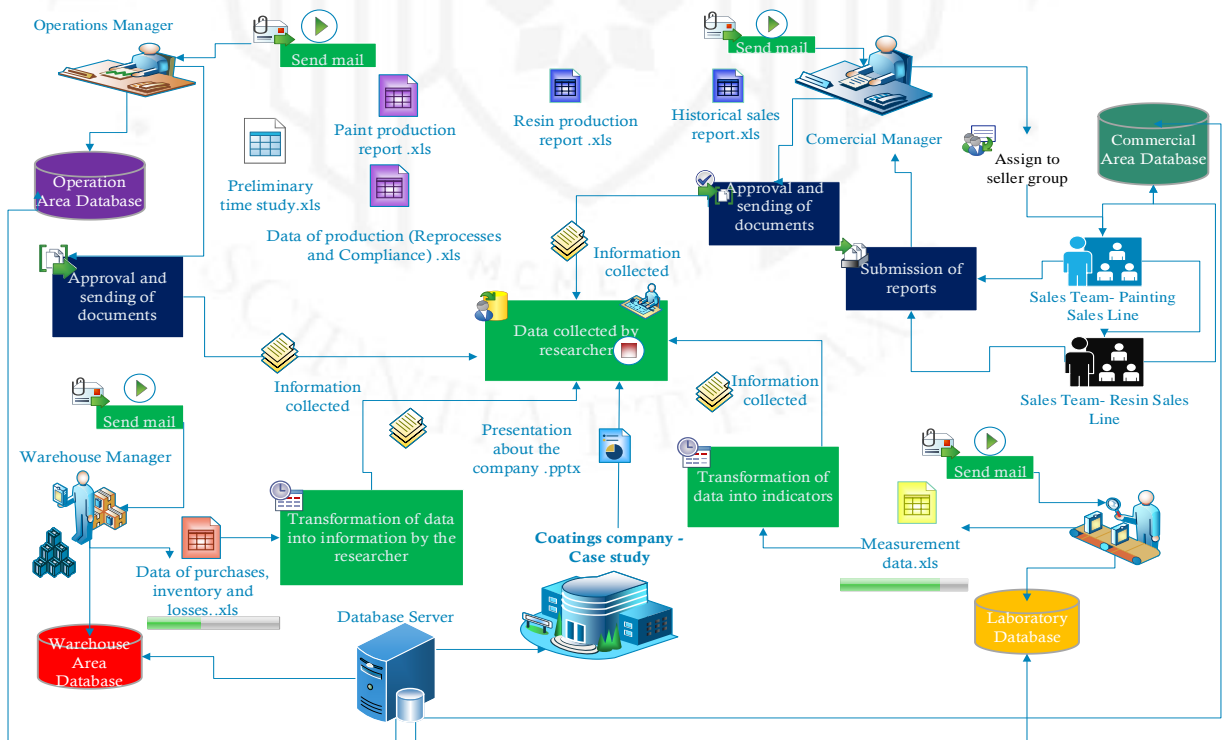 Operations Manager
Send mail
Paint production
report .xls
Resin production
report .xls
Send mail
Historical sales
report.xls
Comercial Manager
Assign to
seller group
Commercial
Area Database
Operation
Area Database
Preliminary
time study.xls
Data of production (Reprocesses
and Compliance) .xls
Approval and
sending of
documents
Information
collected
Approval and
sending of
documents
Submission of
reports
Sales Team- Painting
Sales Line
Data collected by
researcher
Information
collected
Information
collected
Sales Team- Resin Sales
Line
Send mail
Warehouse Manager
Presentation
about the
company .pptx
Transformation of
data into indicators
Send mail
Transformation of data
into information by the
researcher
Coatings company -
Case study
Measurement
data.xls
Data of purchases,
inventory and
losses..xls
Database Server
Laboratory
Database
Warehouse
Area
Database